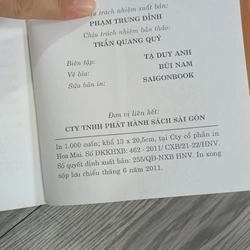 Chịu trách nhiệm xuất bản:
PHẠM TRUNG ĐỈNH
Chịu trách nhiệm bản thảo:
TRẦN QUANG QUÝ
Biên tập: TẠ DUY ANH
Vẽ bìa: BÙI NAM
Sửa bản in: SAIGONBOOK
Đơn vị liên kết:
CTY TNHH PHÁT HÀNH SÁCH SÀI GÒN
In 1.000 cuốn; khổ 13 x 20,5cm, tại Cty cổ phần in
Hoa Mai. Số ĐKKHXB: 462 - 2011/ CXB/21-22/HNV.
Số quyết định xuất bản: 255/QĐ-NXB HNV. In xong
nộp lưu chiểu tháng 6 năm 2011.